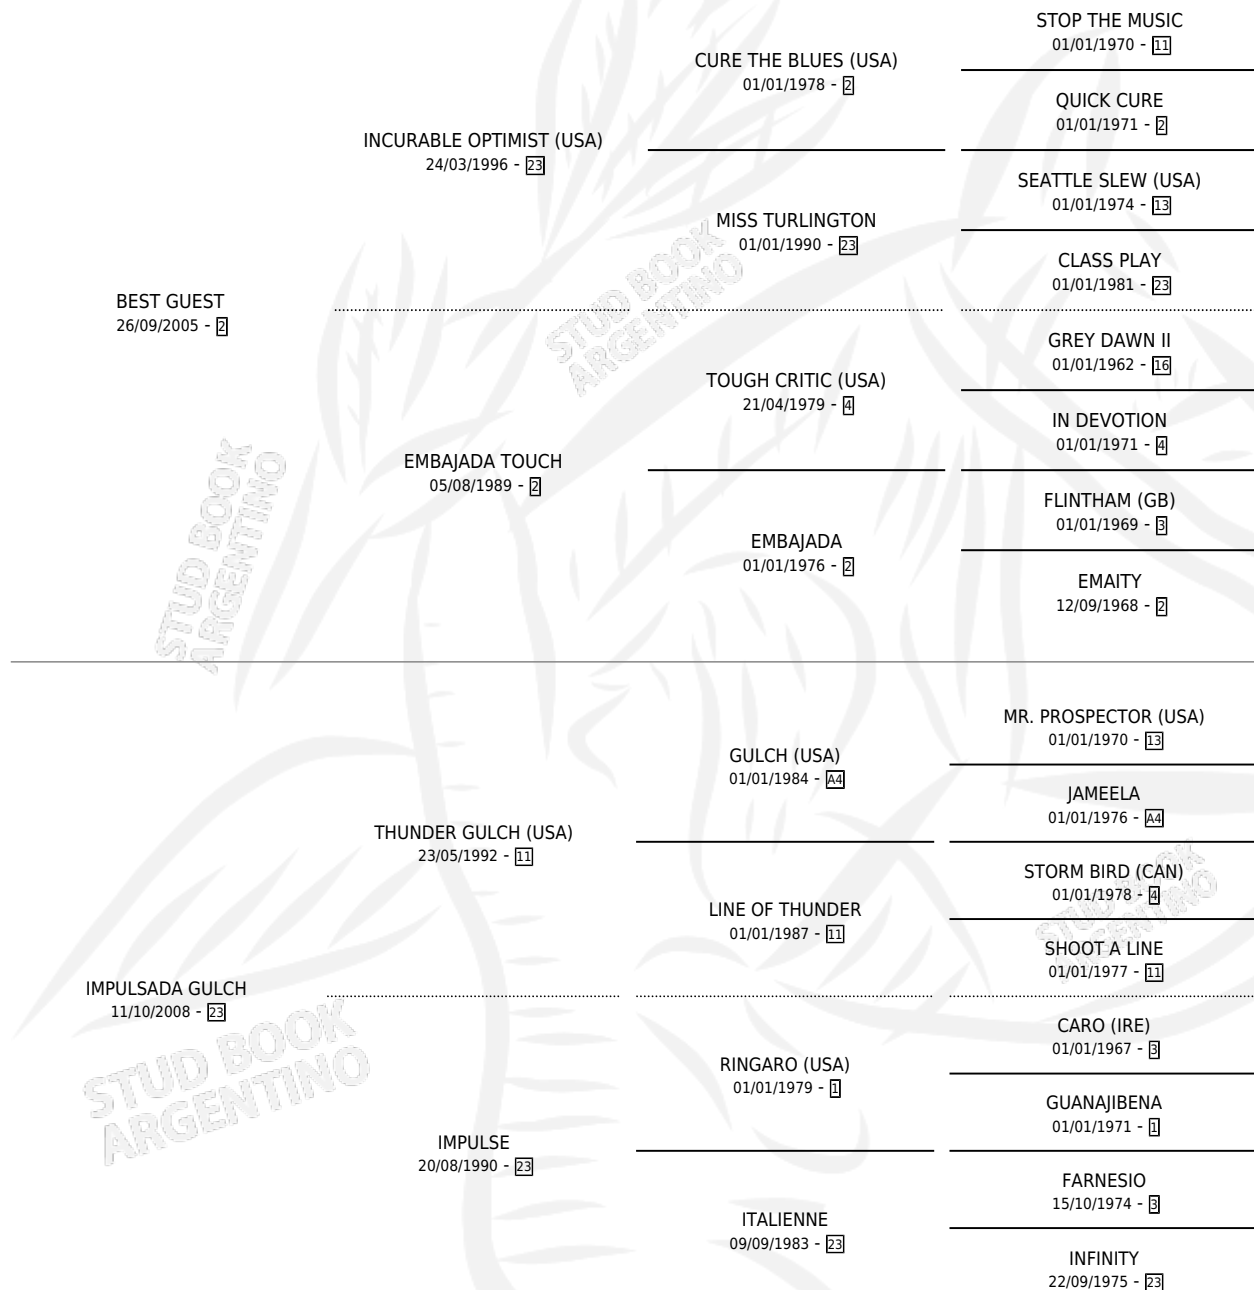 STOP THE MUSIC
01/01/1970 - 11
CURE THE BLUES (USA)
01/01/1978 - 2
QUICK CURE
01/01/1971 - 2
INCURABLE OPTIMIST (USA)
24/03/1996 - 23
SEATTLE SLEW (USA)
01/01/1974 - 13
MISS TURLINGTON
01/01/1990 - 23
CLASS PLAY
01/01/1981 - 23
BEST GUEST
26/09/2005 - 2
GREY DAWN II
01/01/1962 - 16
TOUGH CRITIC (USA)
21/04/1979 - 4
IN DEVOTION
01/01/1971 - 4
EMBAJADA TOUCH
05/08/1989 - 2
FLINTHAM (GB)
01/01/1969 - 3
EMBAJADA
01/01/1976 - 2
EMAITY
12/09/1968 - 2
STUD BOOK
ARGENTINO
STUD BOOK
ARGENTINO
MR. PROSPECTOR (USA)
01/01/1970 - 13
GULCH (USA)
01/01/1984 - A4
JAMEELA
01/01/1976 - A4
THUNDER GULCH (USA)
23/05/1992 - 11
STORM BIRD (CAN)
01/01/1978 - 4
LINE OF THUNDER
01/01/1987 - 11
SHOOT A LINE
01/01/1977 - 11
IMPULSADA GULCH
11/10/2008 - 23
CARO (IRE)
01/01/1967 - 3
RINGARO (USA)
01/01/1979 - 1
GUANAJIBENA
01/01/1971 - 1
IMPULSE
20/08/1990 - 23
FARNESIO
15/10/1974 - 3
ITALIENNE
09/09/1983 - 23
INFINITY
22/09/1975 - 23
STUD BOOK
ARGENTINO
STUD BOOK
ARGENTINO